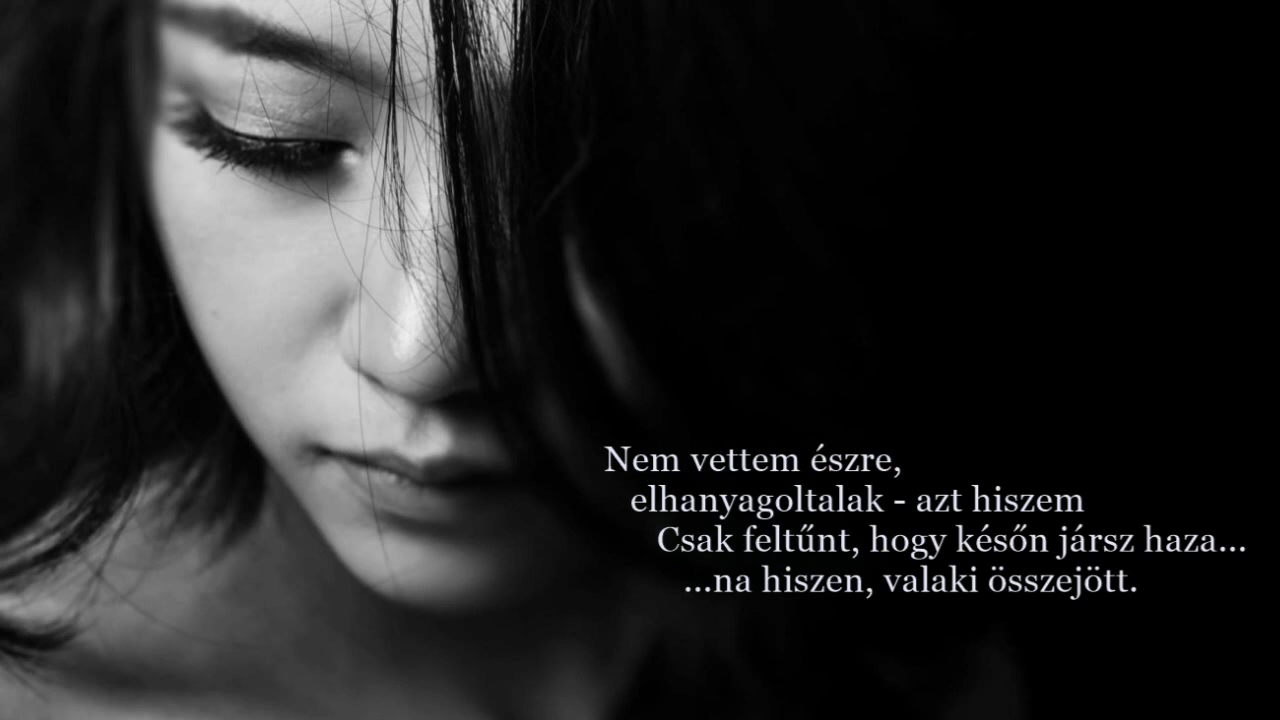 Nem vettem észre,
elhanyagoltalak - azt hiszem
Csak feltűnt, hogy későn jársz haza...
...na hiszen, valaki összejött.